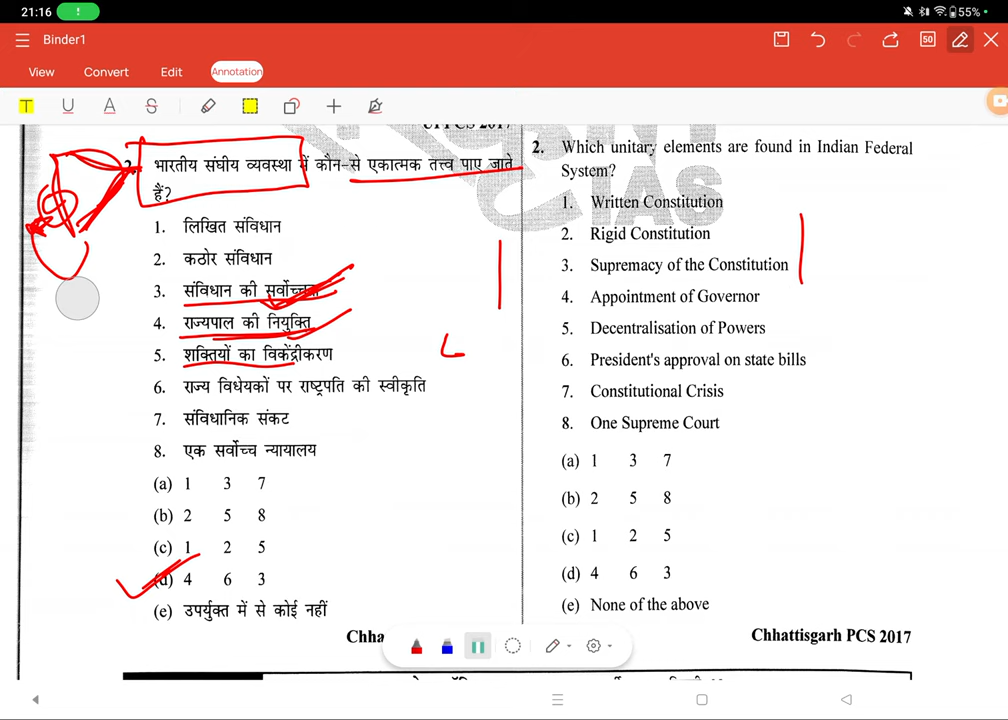 21:16
55%
Binder1
50
View Convert Edit Annotation
T U A S
भारतीय संघीय व्यवस्था में कौन-से एकात्मक तत्त्व पाए जाते
हैं?
1. लिखित संविधान
2. कठोर संविधान
3. संविधान की सर्वोच्चता
4. राज्यपाल की नियुक्ति
5. शक्तियों का विकेंद्रीकरण
6. राज्य विधेयकों पर राष्ट्रपति की स्वीकृति
7. संविधानिक संकट
8. एक सर्वोच्च न्यायालय
(a) 1 3 7
(b) 2 5 8
(c) 1 2 5
(d) 4 6 3
(e) उपर्युक्त में से कोई नहीं
2. Which unitary elements are found in Indian Federal
System?
1. Written Constitution
2. Rigid Constitution
3. Supremacy of the Constitution
4. Appointment of Governor
5. Decentralisation of Powers
6. President's approval on state bills
7. Constitutional Crisis
8. One Supreme Court
(a) 1 3 7
(b) 2 5 8
(c) 1 2 5
(d) 4 6 3
(e) None of the above
Chhattisgarh PCS 2017
IAS